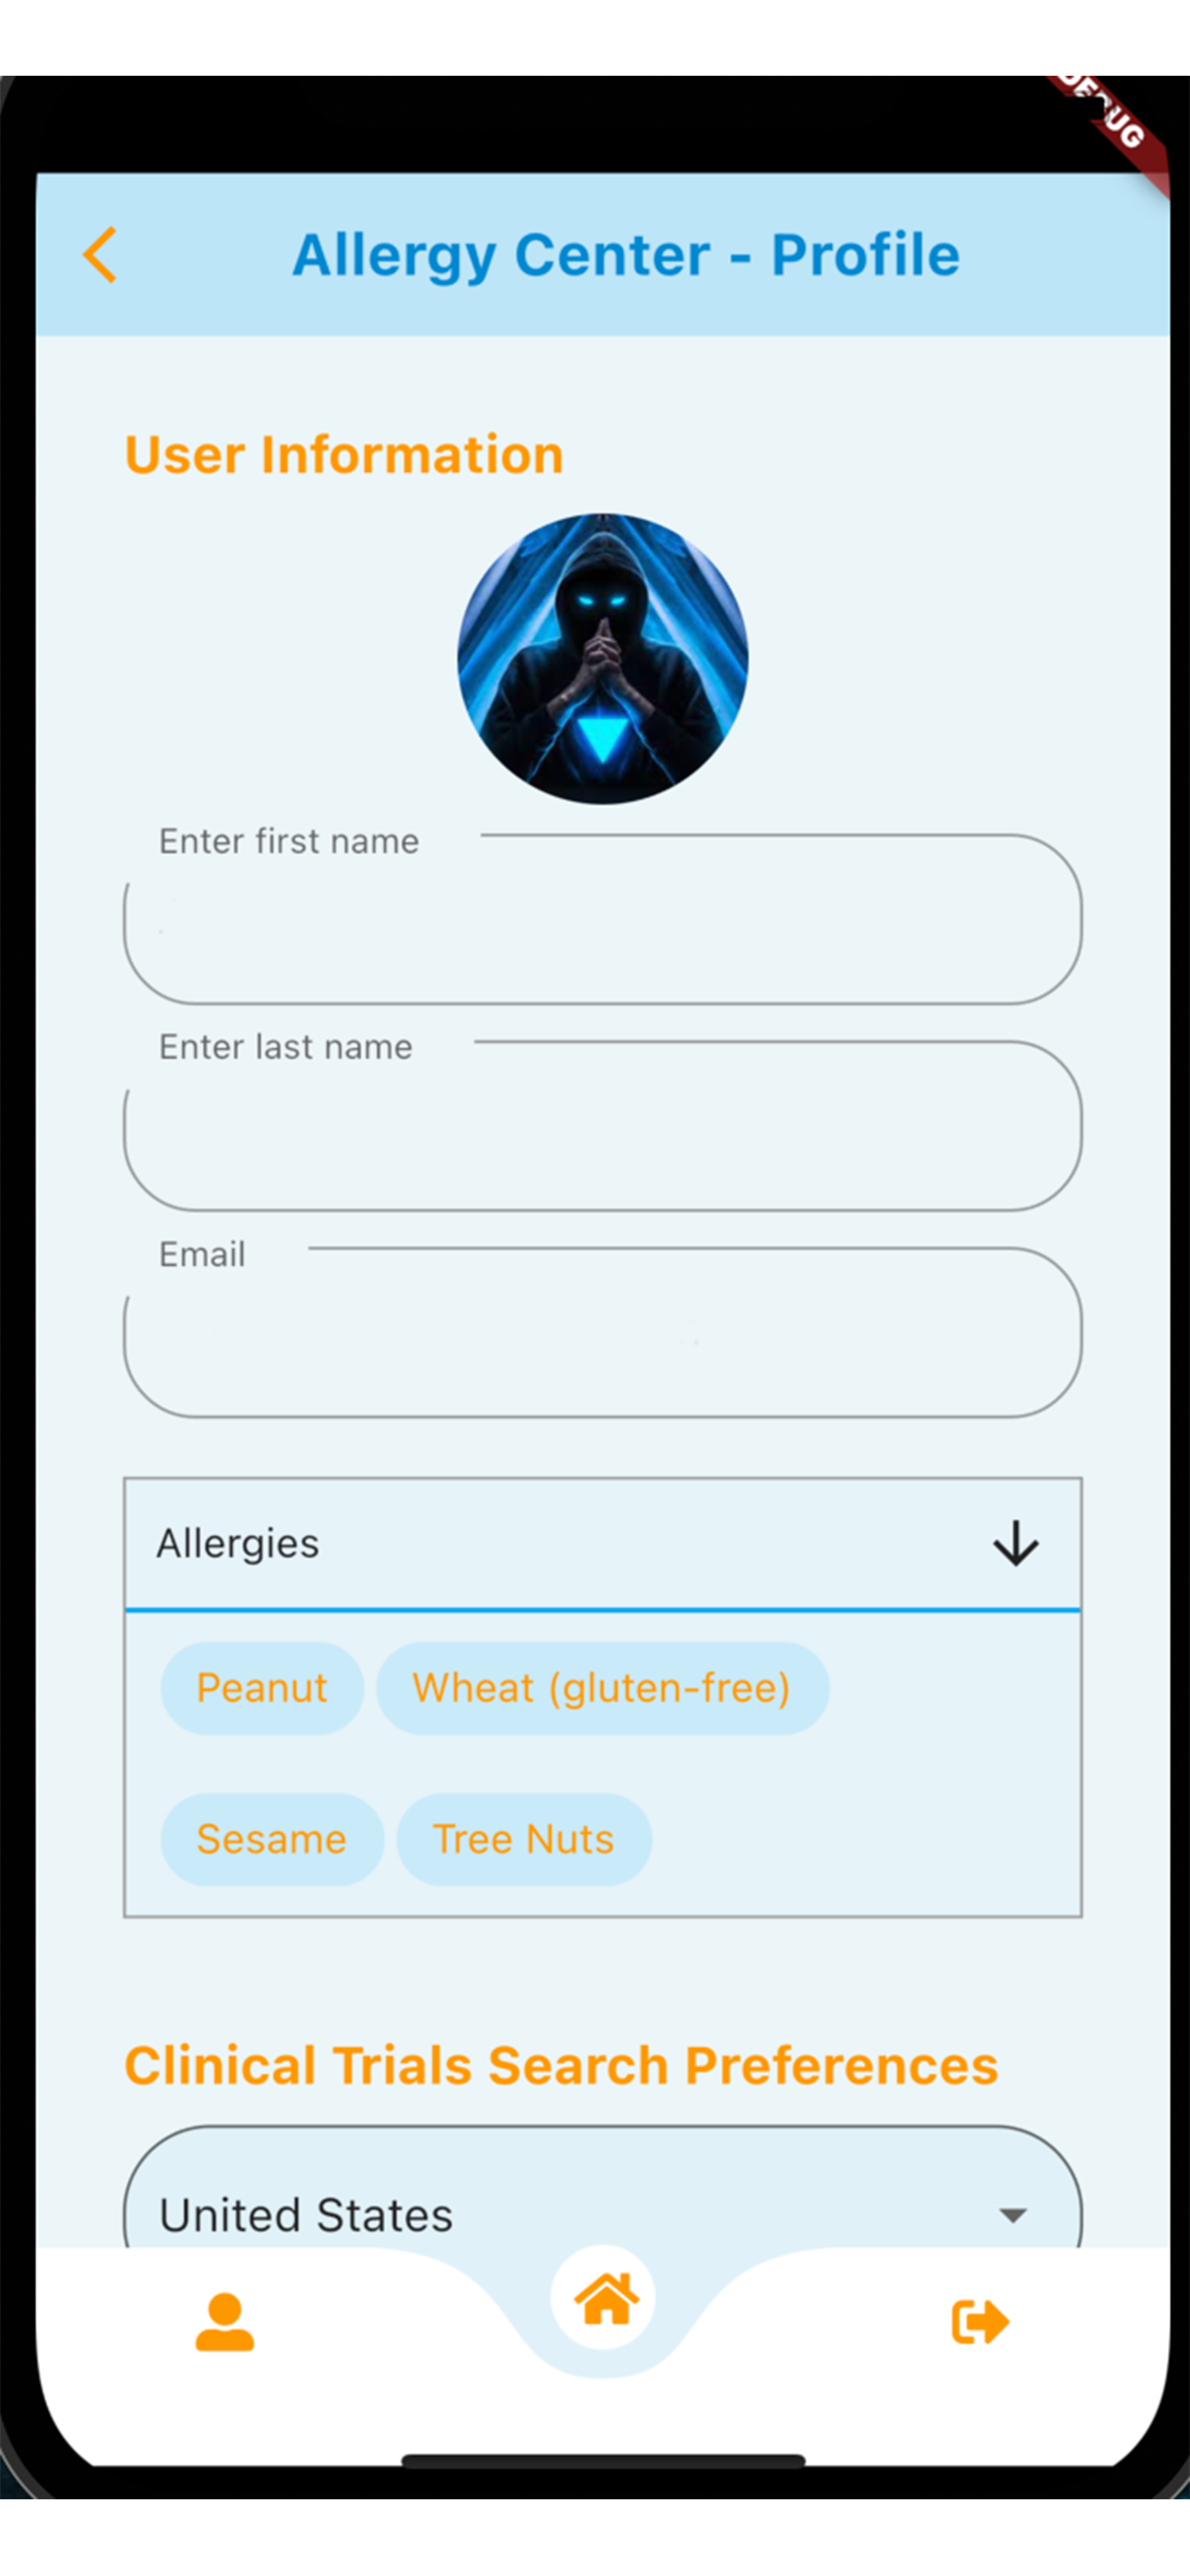 DEBUG
Allergy Center - Profile
User Information
Enter first name
Enter last name
Email
Allergies
Peanut Wheat (gluten-free)
Sesame Tree Nuts
Clinical Trials Search Preferences
United States